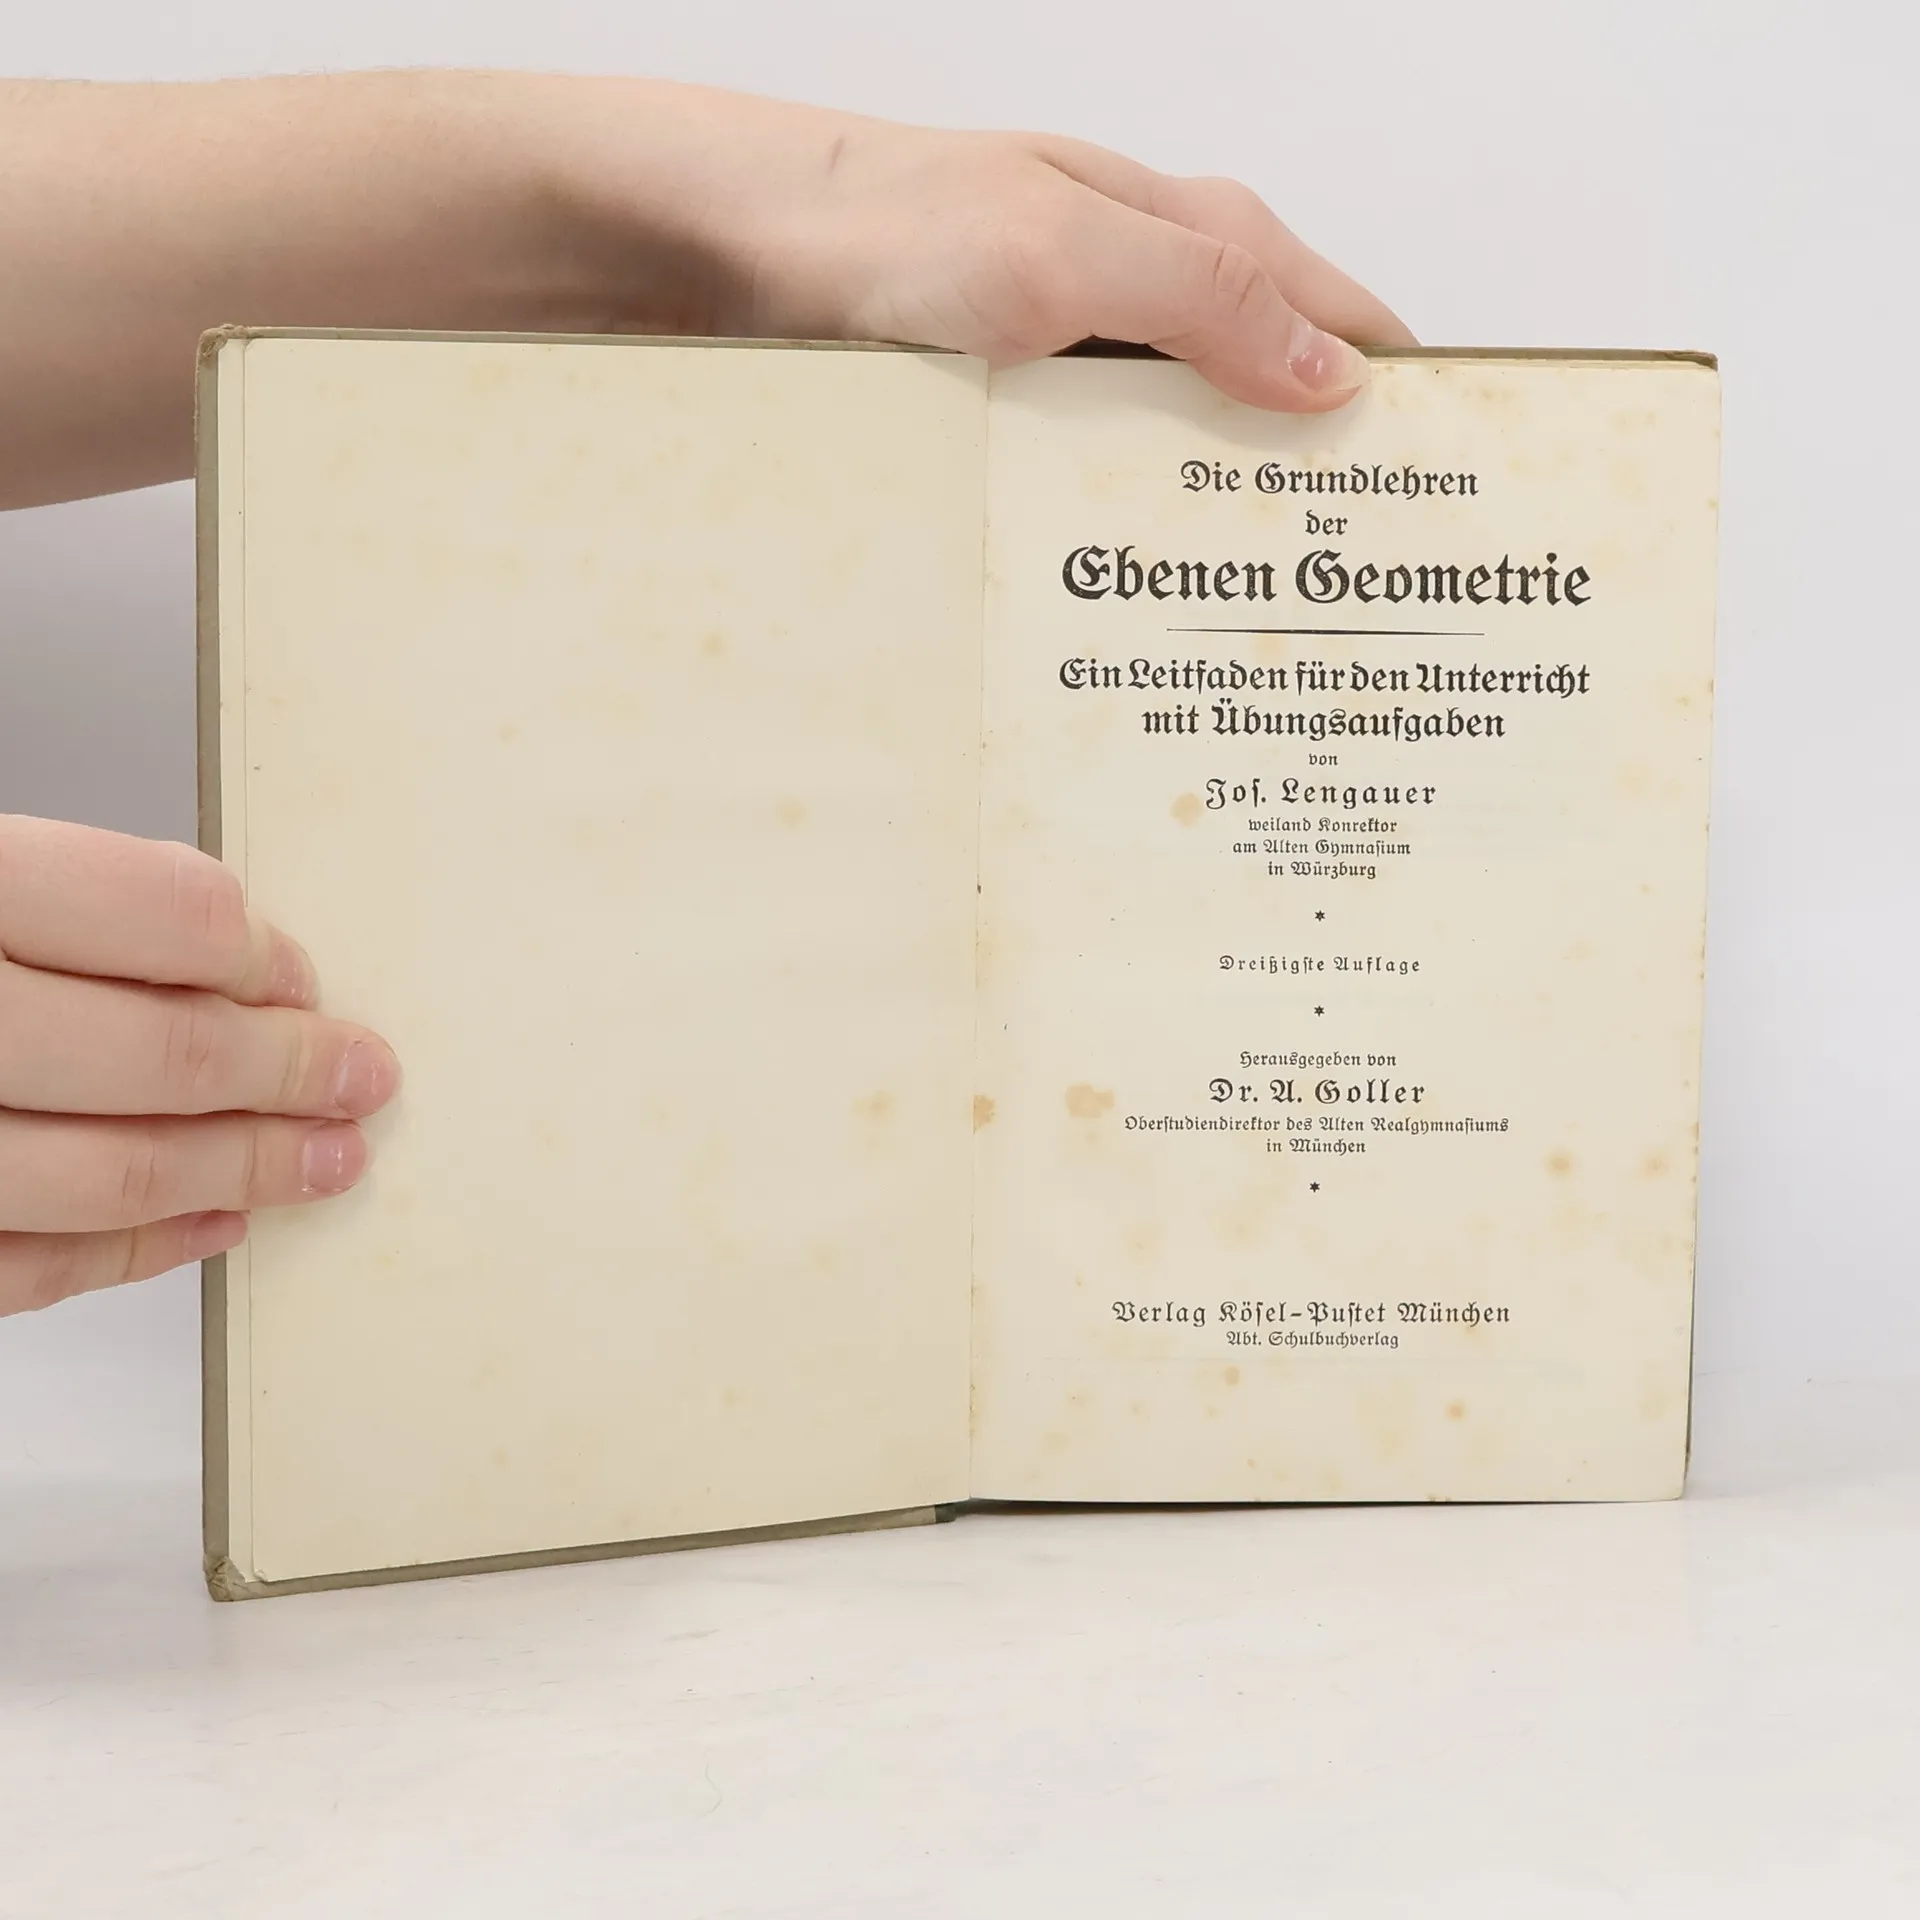 Die Grundlehren
der
Ebenen Geometrie
Ein Leitfaden für den Unterricht
mit Übungsaufgaben
von
Joſ. Lengauer
weiland Konrektor
am Alten Gymnaſium
in Würzburg
*
Dreißigſte Auflage
*
Herausgegeben von
Dr. A. Goller
Oberſtudiendirektor des Alten Realgymnaſiums
in München
*
Verlag Köſel-Puſtet München
Abt. Schulbuchverlag